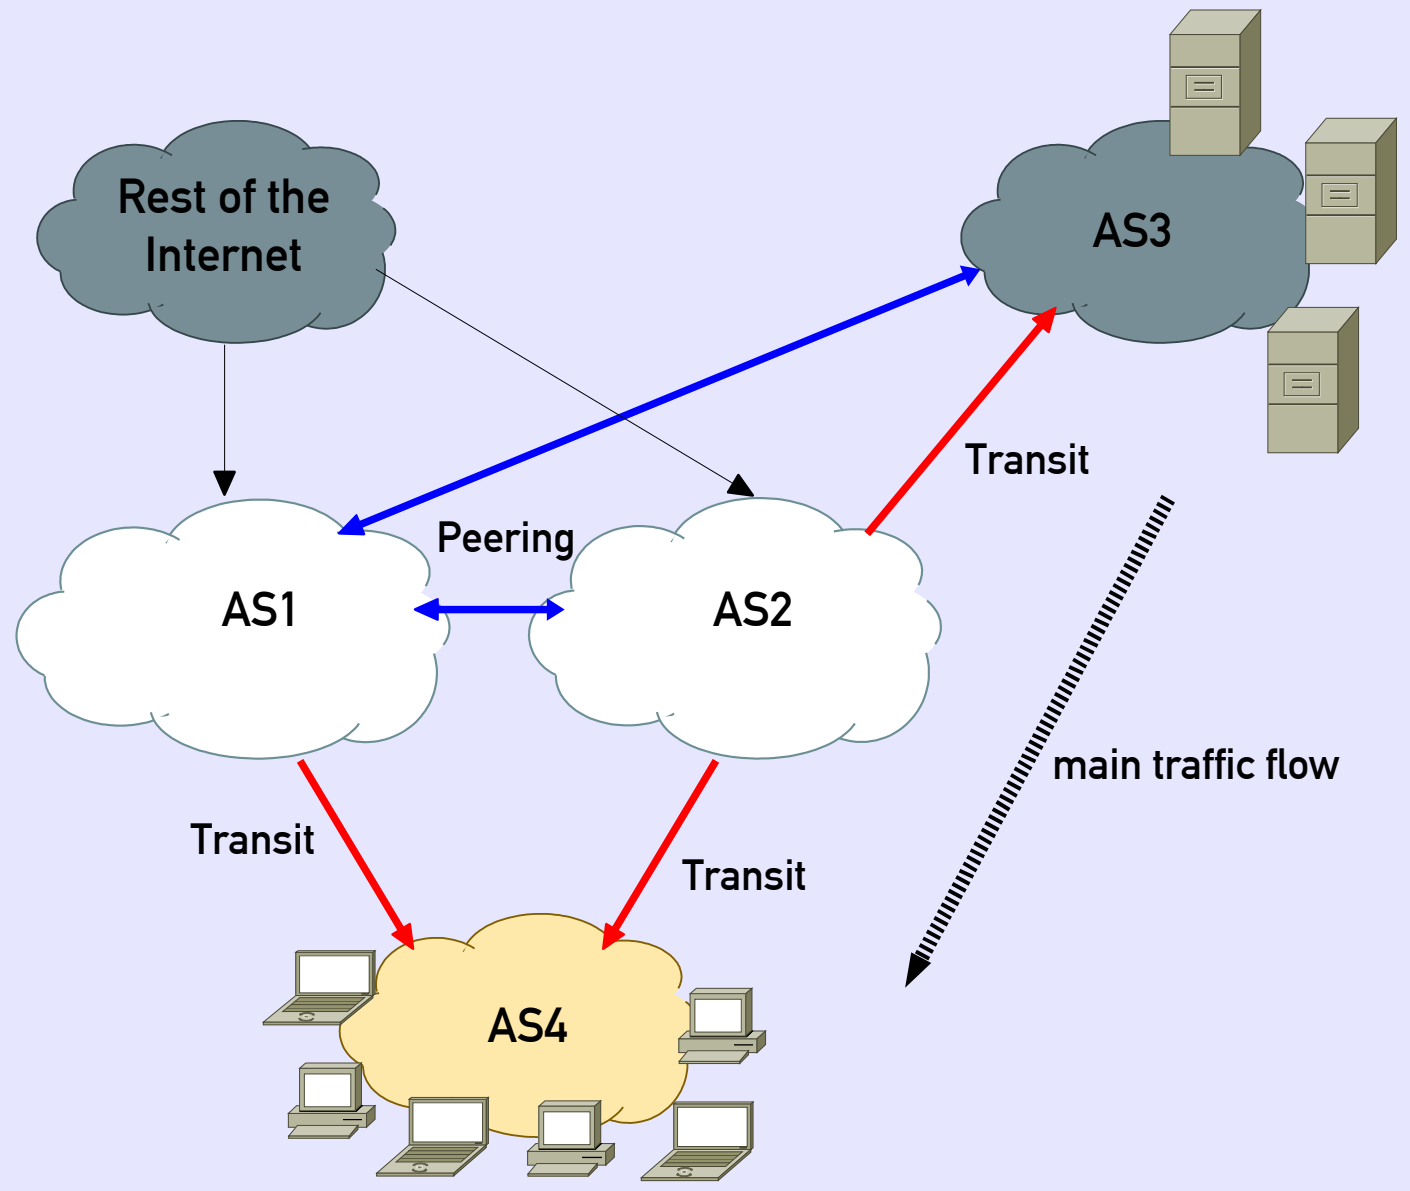 Rest of the
Internet
AS3
Transit
Peering
AS1
AS2
main traffic flow
Transit
Transit
AS4